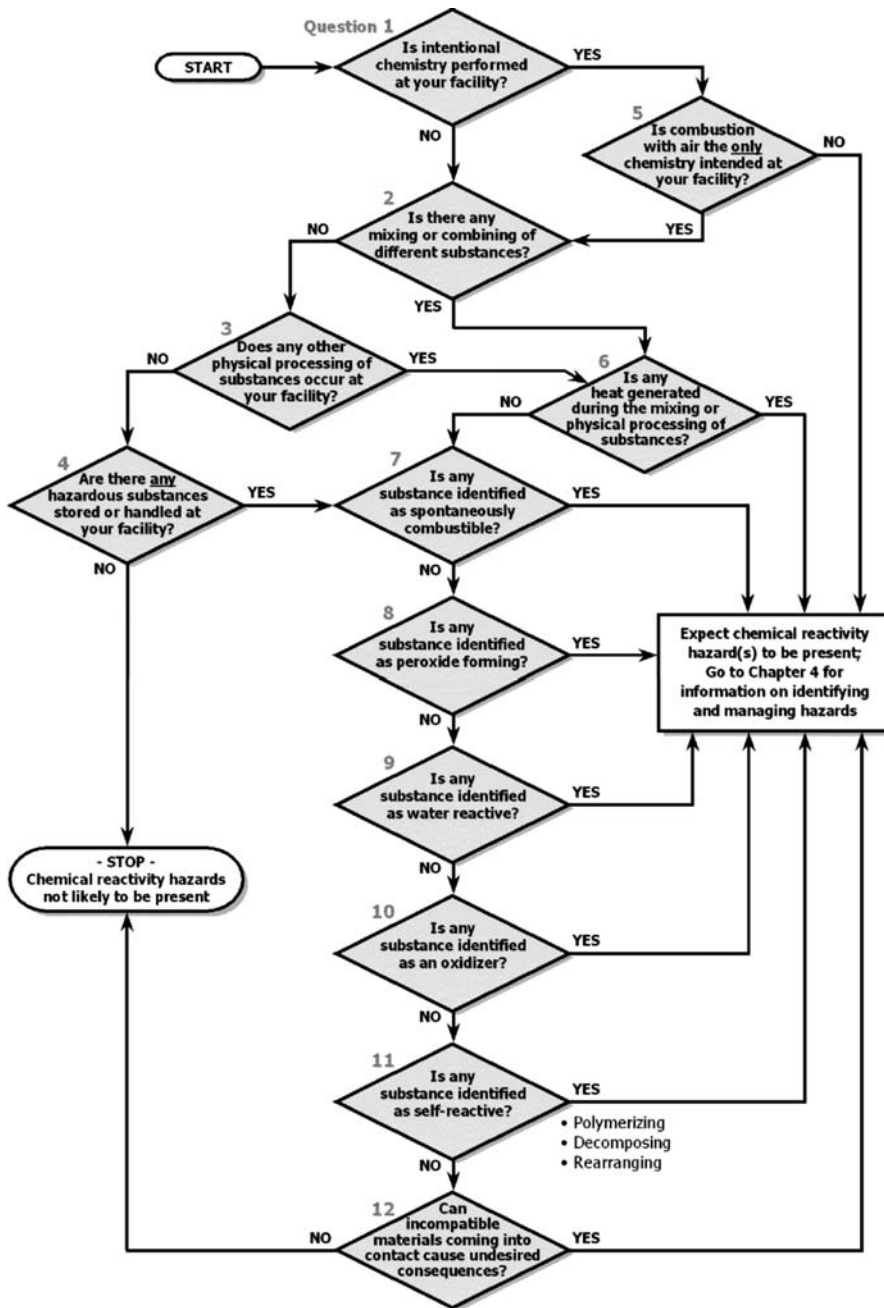 Question 1
START
Is intentional
chemistry performed
at your facility?
YES
NO
5
Is combustion
with air the only
chemistry intended at
your facility?
NO
YES
2
Is there any
mixing or combining of
different substances?
NO
YES
3
Does any other
physical processing of
substances occur at
your facility?
NO
YES
6
Is any
heat generated
during the mixing or
physical processing of
substances?
NO
YES
4
Are there any
hazardous substances
stored or handled at
your facility?
YES
NO
7
Is any
substance identified
as spontaneously
combustible?
YES
NO
8
Is any
substance identified
as peroxide forming?
YES
NO
Expect chemical reactivity
hazard(s) to be present;
Go to Chapter 4 for
information on identifying
and managing hazards
9
Is any
substance identified
as water reactive?
YES
NO
- STOP -
Chemical reactivity hazards
not likely to be present
10
Is any
substance identified
as an oxidizer?
YES
NO
11
Is any
substance identified
as self-reactive?
YES
• Polymerizing
• Decomposing
• Rearranging
NO
12
Can
incompatible
materials coming into
contact cause undesired
consequences?
NO
YES